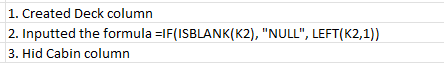 1. Created Deck column
2. Inputted the formula =IF(ISBLANK(K2), "NULL", LEFT(K2,1))
3. Hid Cabin column